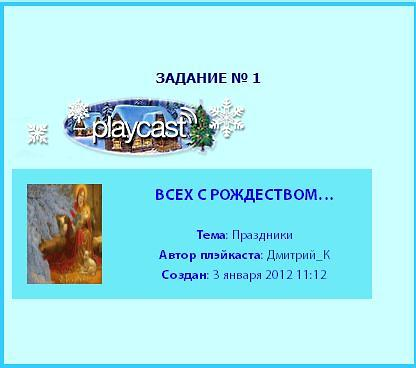 ЗАДАНИЕ № 1
playcast
ВСЕХ С РОЖДЕСТВОМ...
Тема: Праздники
Автор плэйкаста: Дмитрий_К
Создан: 3 января 2012 11:12